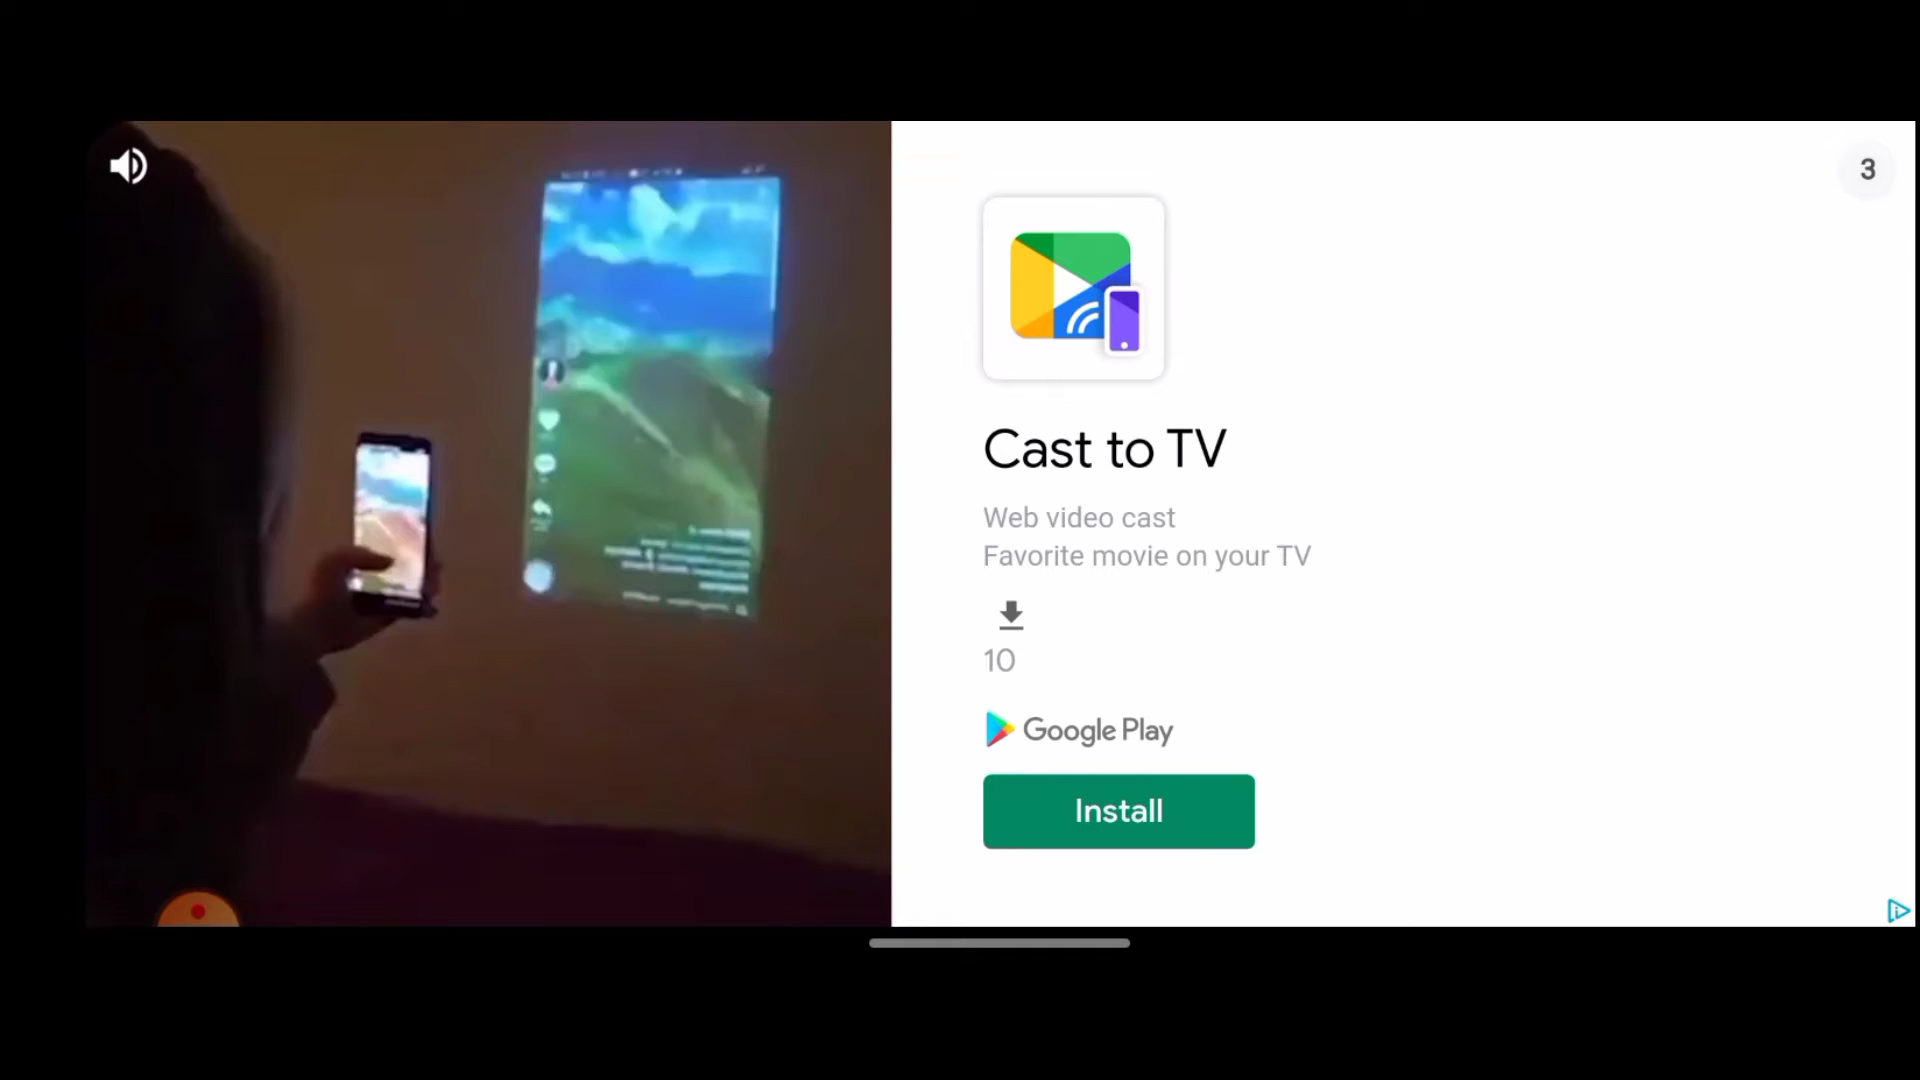 3
Cast to TV
Web video cast
Favorite movie on your TV
10
Google Play
Install